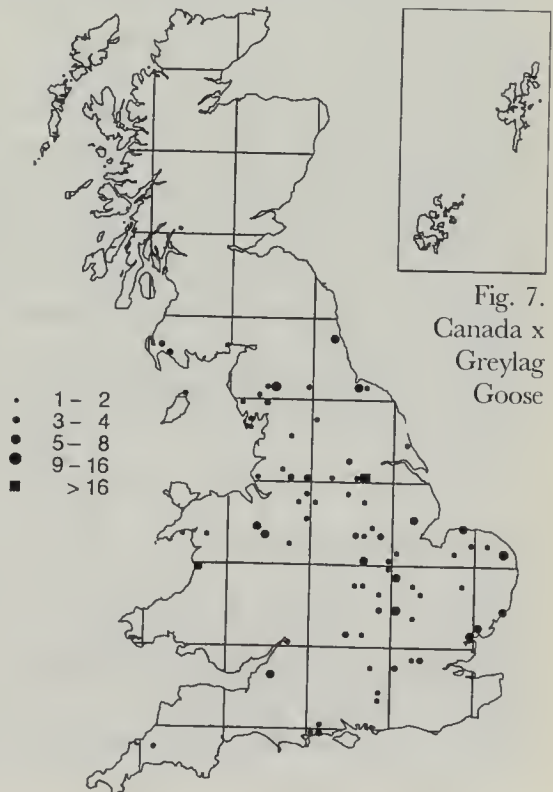 Fig. 7.
Canada x
Greylag
Goose
1 – 2
3 – 4
5 – 8
9 – 16
> 16